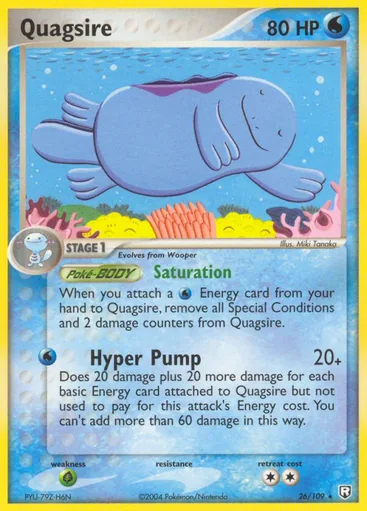 Quagsire 80 HP
Illus. Miki Tanaka
STAGE 1
Evolves from Wooper
Poké-BODY Saturation
When you attach a Energy card from your
hand to Quagsire, remove all Special Conditions
and 2 damage counters from Quagsire.
Hyper Pump 20+
Does 20 damage plus 20 more damage for each
basic Energy card attached to Quagsire but not
used to pay for this attack's Energy cost. You
can't add more than 60 damage in this way.
weakness resistance retreat cost
PYU-79Z-H6N ©2004 Pokémon/Nintendo 26/109 ★ R